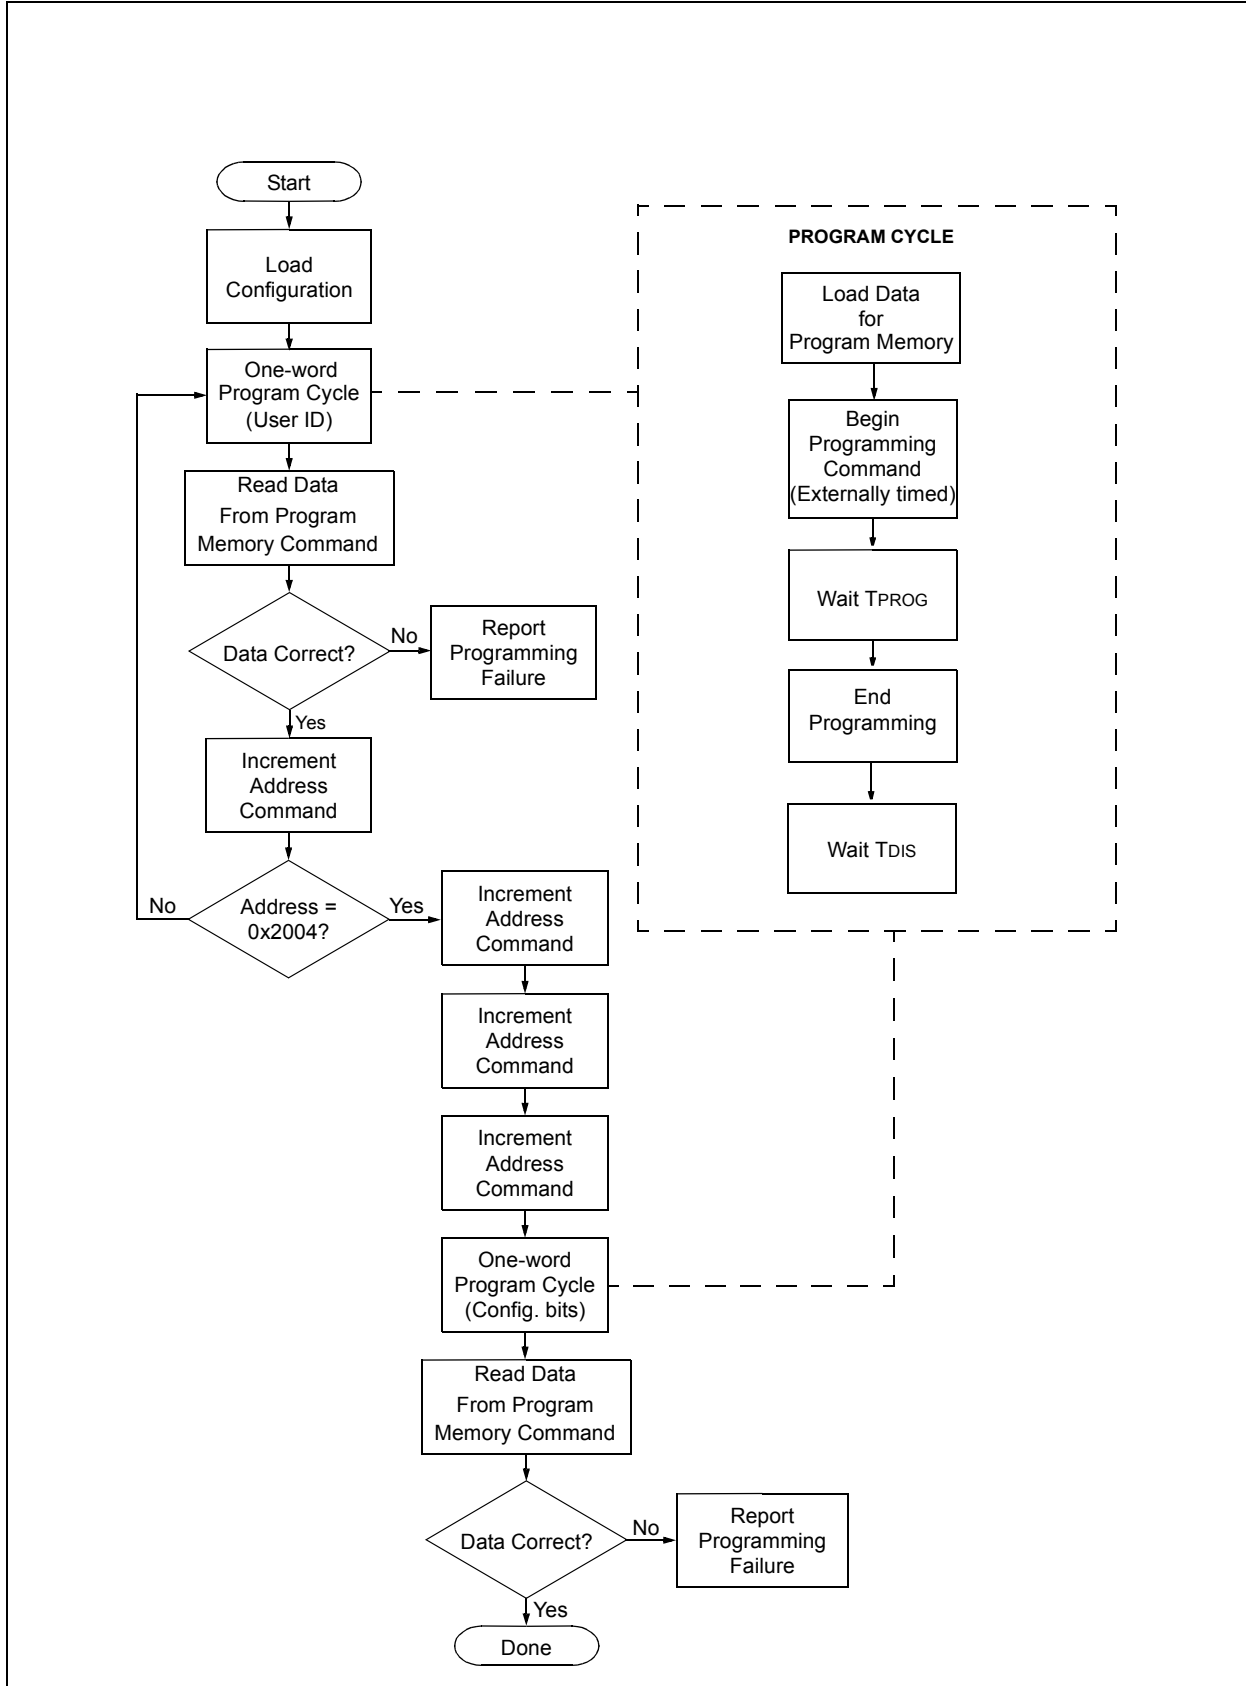 Start
Load
Configuration
One-word
Program Cycle
(User ID)
Read Data
From Program
Memory Command
Data Correct?
No
Report
Programming
Failure
Yes
Increment
Address
Command
Address =
0x2004?
No
Yes
Increment
Address
Command
Increment
Address
Command
Increment
Address
Command
One-word
Program Cycle
(Config. bits)
Read Data
From Program
Memory Command
Data Correct?
No
Report
Programming
Failure
Yes
Done
PROGRAM CYCLE
Load Data
for
Program Memory
Begin
Programming
Command
(Externally timed)
Wait TPROG
End
Programming
Wait TDIS